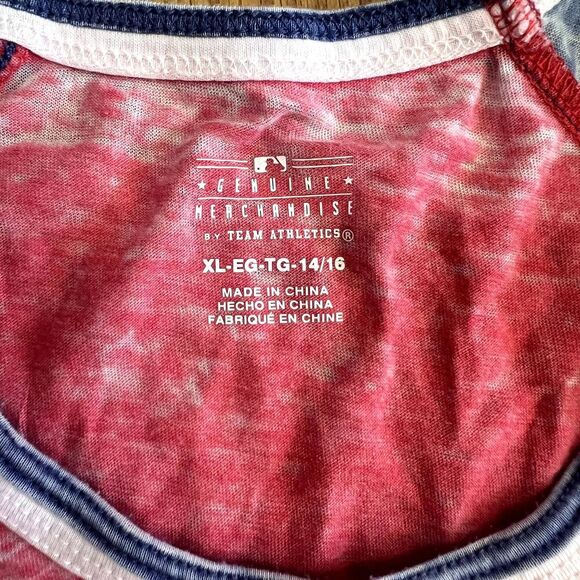 GENUINE
MERCHANDISE
BY TEAM ATHLETICS®
XL-EG-TG-14/16
MADE IN CHINA
HECHO EN CHINA
FABRIQUÉ EN CHINE